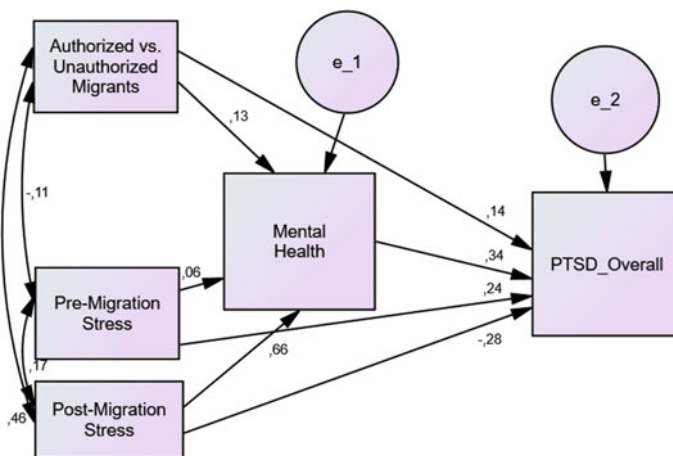 Authorized vs.
Unauthorized
Migrants
e_1
e_2
,13
-,11
,14
Mental
Health
,34
PTSD_Overall
,06
,24
Pre-Migration
Stress
,66
-,28
,17
Post-Migration
Stress
,46